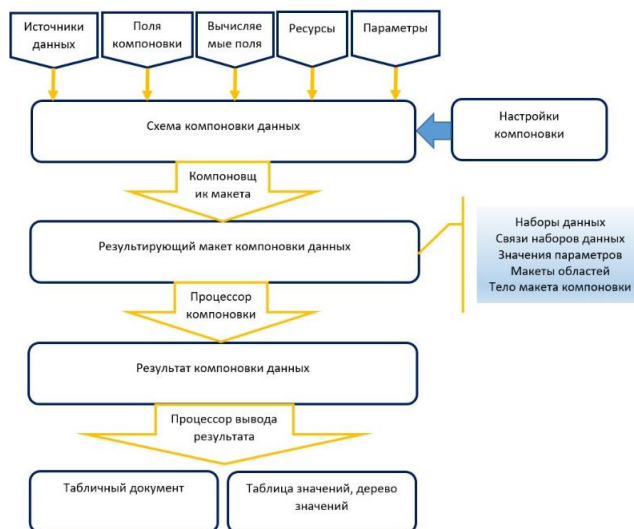 Источники
данных
Поля
компоновки
Вычисляе
мые поля
Ресурсы
Параметры
Схема компоновки данных
Настройки
компоновки
Компоновщ
ик макета
Результирующий макет компоновки данных
Наборы данных
Связи наборов данных
Значения параметров
Макеты областей
Тело макета компоновки
Процессор
компоновки
Результат компоновки данных
Процессор вывода
результата
Табличный документ
Таблица значений, дерево
значений